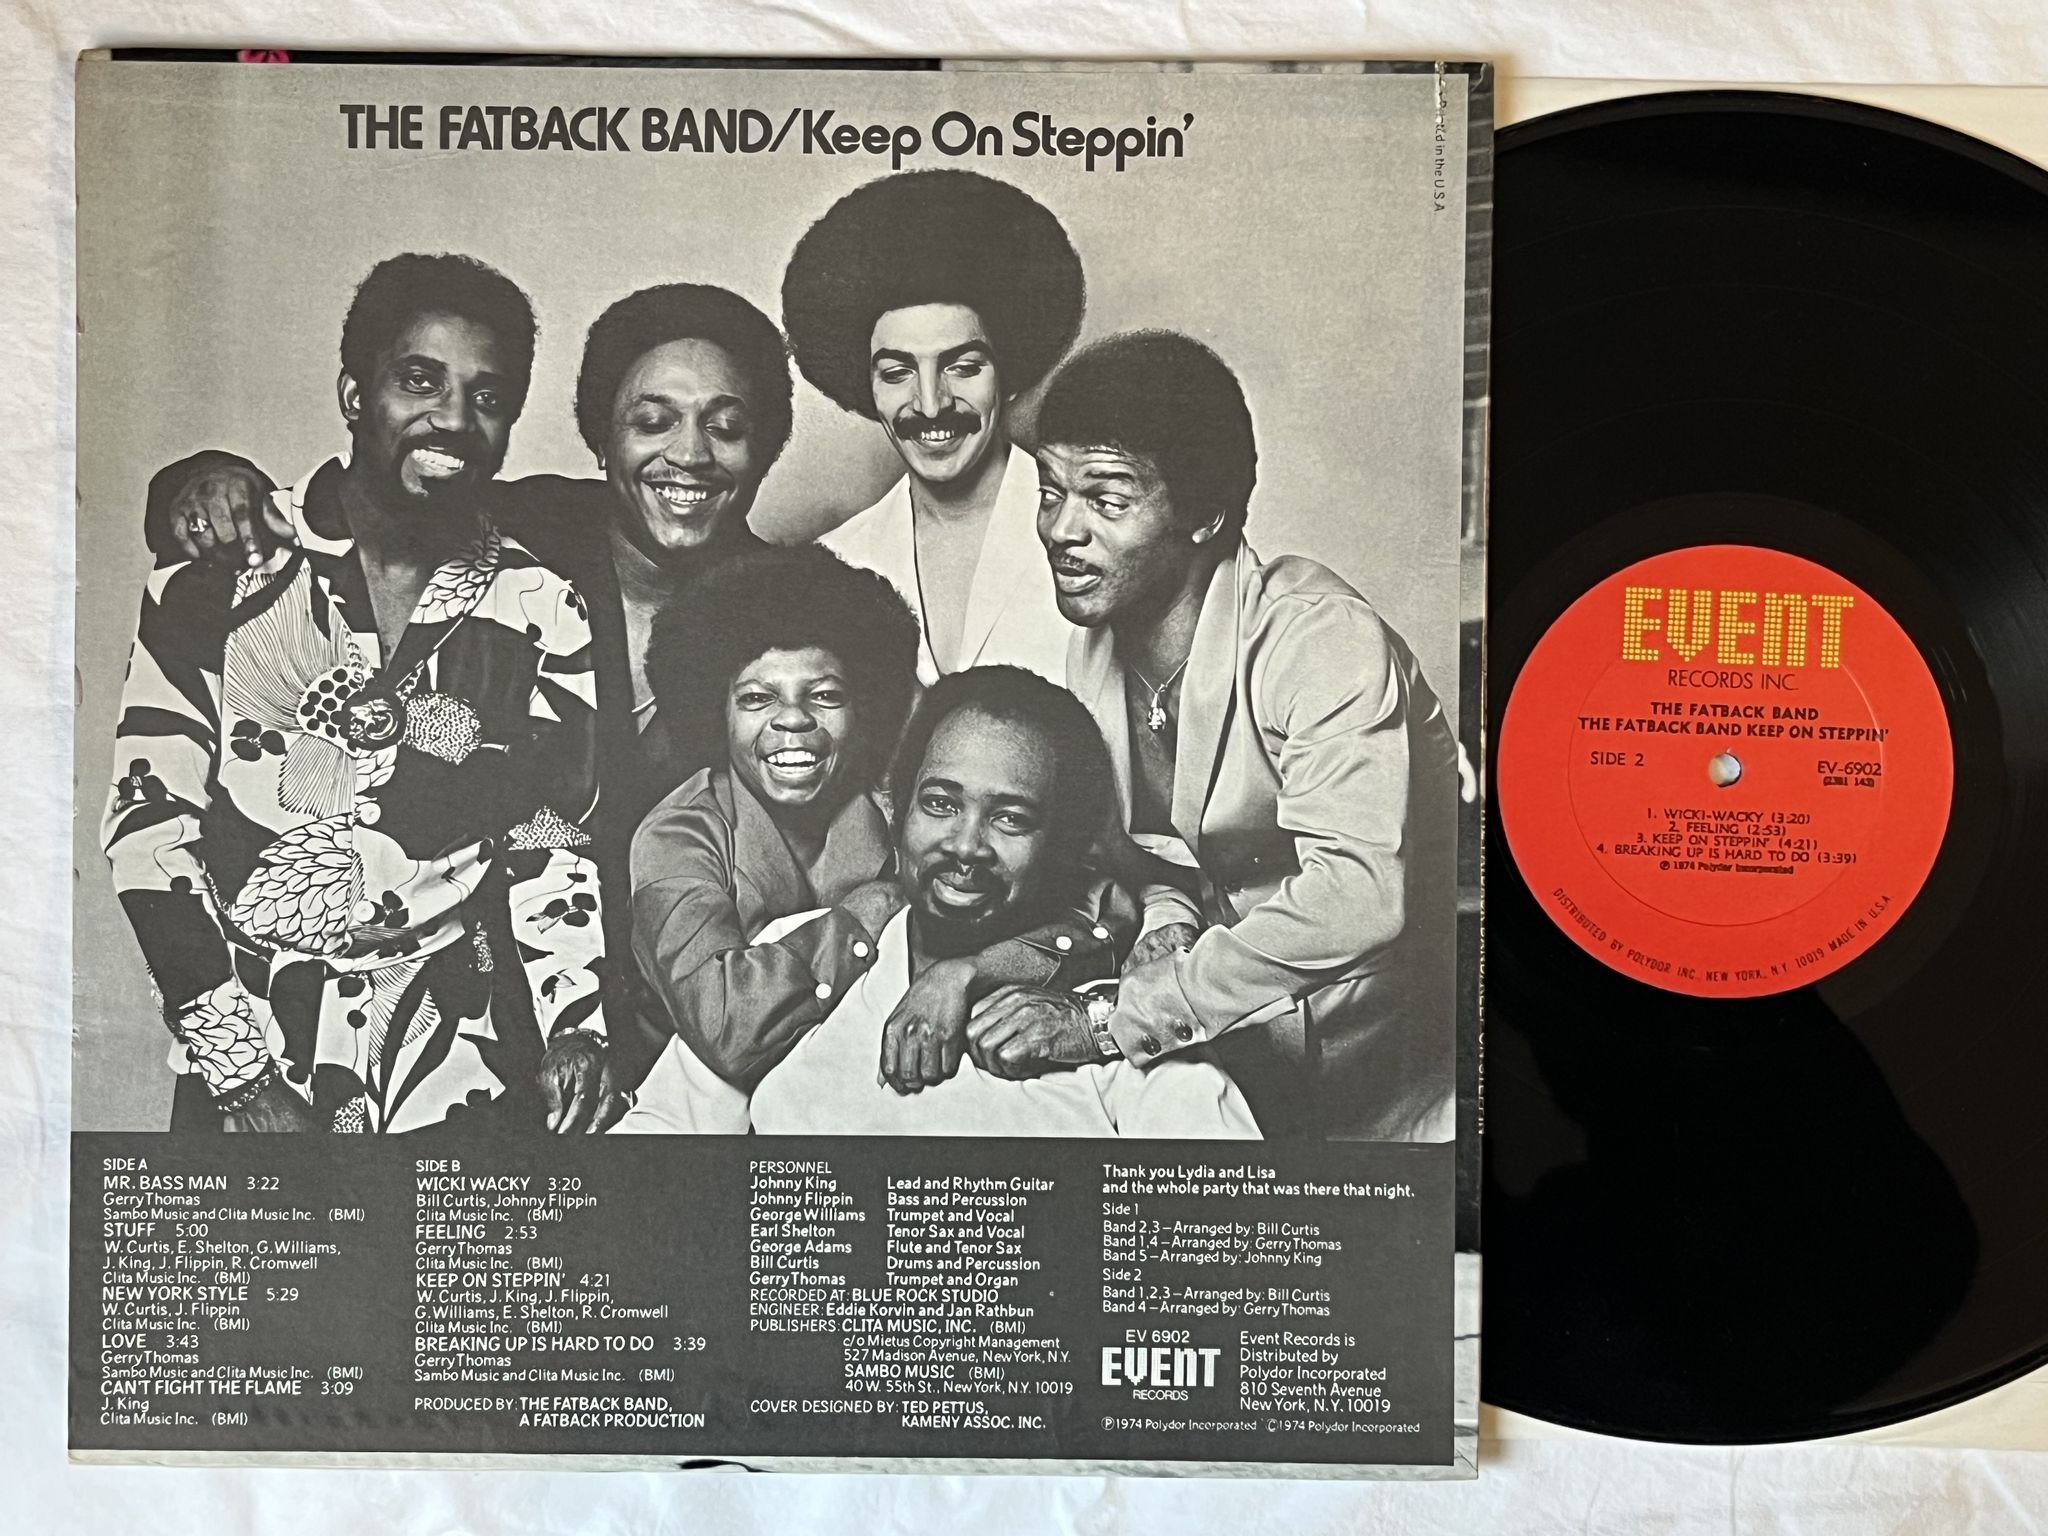 THE FATBACK BAND/Keep On Steppin'
Printed in the U.S.A
SIDE A
MR. BASS MAN 3:22
Gerry Thomas
Sambo Music and Clita Music Inc. (BMI)
STUFF 5:00
W. Curtis, E. Shelton, G. Williams,
J. King, J. Flippin, R. Cromwell
Clita Music Inc. (BMI)
NEW YORK STYLE 5:29
W. Curtis, J. Flippin
Clita Music Inc. (BMI)
LOVE 3:43
Gerry Thomas
Sambo Music and Clita Music Inc. (BMI)
CAN'T FIGHT THE FLAME 3:09
J. King
Clita Music Inc. (BMI)
SIDE B
WICKI WACKY 3:20
Bill Curtis, Johnny Flippin
Clita Music Inc. (BMI)
FEELING 2:53
Gerry Thomas
Clita Music Inc. (BMI)
KEEP ON STEPPIN' 4:21
W. Curtis, J. King, J. Flippin,
G. Williams, E. Shelton, R. Cromwell
Clita Music Inc. (BMI)
BREAKING UP IS HARD TO DO 3:39
Gerry Thomas
Sambo Music and Clita Music Inc. (BMI)
PRODUCED BY: THE FATBACK BAND,
A FATBACK PRODUCTION
PERSONNEL
Johnny King Lead and Rhythm Guitar
Johnny Flippin Bass and Percussion
George Williams Trumpet and Vocal
Earl Shelton Tenor Sax and Vocal
George Adams Flute and Tenor Sax
Bill Curtis Drums and Percussion
Gerry Thomas Trumpet and Organ
RECORDED AT: BLUE ROCK STUDIO
ENGINEER: Eddie Korvin and Jan Rathbun
PUBLISHERS: CLITA MUSIC, INC. (BMI)
c/o Mietus Copyright Management
527 Madison Avenue, New York, N.Y.
SAMBO MUSIC (BMI)
40 W. 55th St., New York, N.Y. 10019
COVER DESIGNED BY: TED PETTUS,
KAMENY ASSOC. INC.
Thank you Lydia and Lisa
and the whole party that was there that night.
Side 1
Band 2,3–Arranged by: Bill Curtis
Band 1,4–Arranged by: Gerry Thomas
Band 5–Arranged by: Johnny King
Side 2
Band 1,2,3–Arranged by: Bill Curtis
Band 4–Arranged by: Gerry Thomas
EV 6902
EVENT
RECORDS
Event Records is
Distributed by
Polydor Incorporated
810 Seventh Avenue
New York, N.Y. 10019
Ⓟ1974 Polydor Incorporated ©1974 Polydor Incorporated
EVENT
RECORDS INC.
THE FATBACK BAND
THE FATBACK BAND KEEP ON STEPPIN'
SIDE 2
EV-6902
1. WICKI-WACKY (3:20)
2. FEELING (2:53)
3. KEEP ON STEPPIN' (4:21)
4. BREAKING UP IS HARD TO DO (3:39)
Ⓟ 1974 Polydor Incorporated
DISTRIBUTED BY POLYDOR INC., NEW YORK, N.Y. 10019 MADE IN U.S.A.